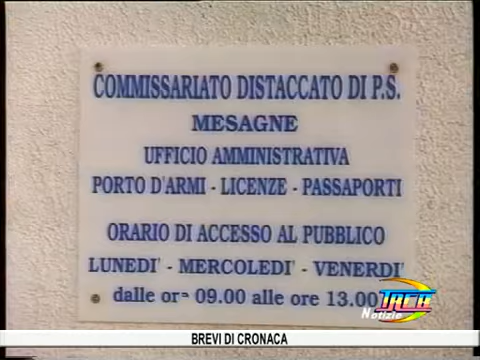 COMMISSARIATO DISTACCATO DI P.S.
MESAGNE
UFFICIO AMMINISTRATIVA
PORTO D'ARMI - LICENZE - PASSAPORTI
ORARIO DI ACCESSO AL PUBBLICO
LUNEDI' - MERCOLEDI' - VENERDI'
dalle ore 09.00 alle ore 13.00
Notizie
BREVI DI CRONACA